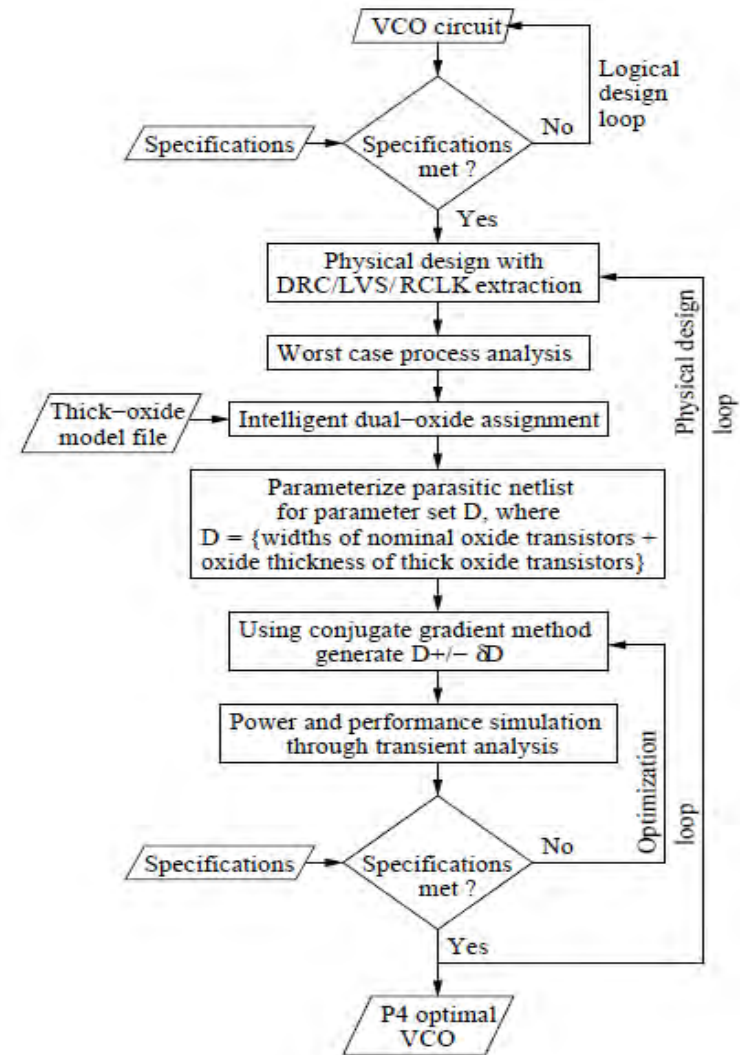 VCO circuit
Logical
design
loop
No
Specifications
Specifications
met ?
Yes
Physical design with
DRC/LVS/RCLK extraction
Physical design
loop
Worst case process analysis
Thick−oxide
model file
Intelligent dual−oxide assignment
Parameterize parasitic netlist
for parameter set D, where
D = {widths of nominal oxide transistors +
oxide thickness of thick oxide transistors}
Using conjugate gradient method
generate D+/− δD
Power and performance simulation
through transient analysis
Optimization
loop
No
Specifications
Specifications
met ?
Yes
P4 optimal
VCO